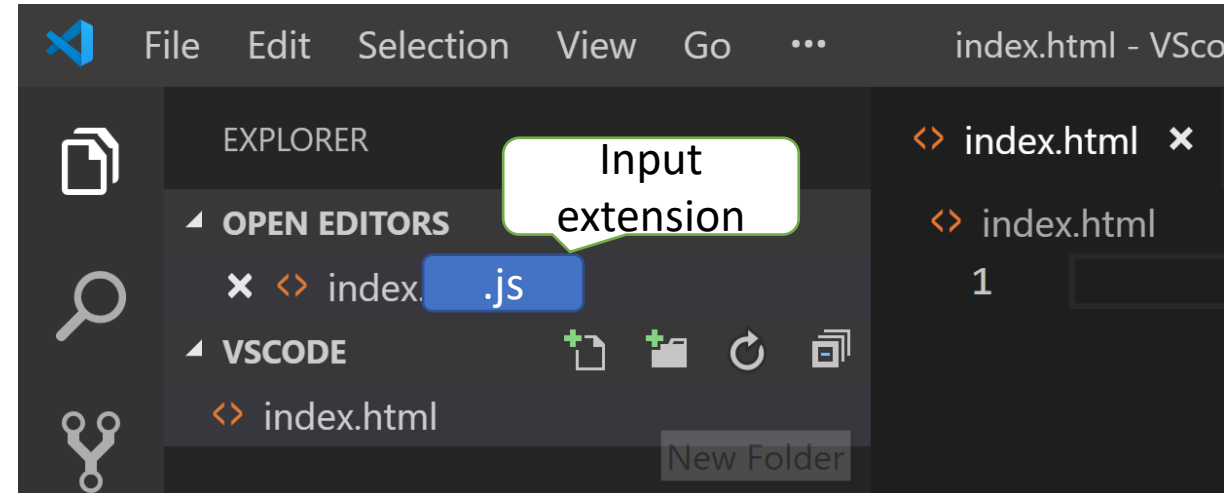 File Edit Selection View Go ••• index.html - VSco
EXPLORER
Input
extension
index.html ×
OPEN EDITORS
index.html
× index. .js
1
VSCODE
index.html
New Folder